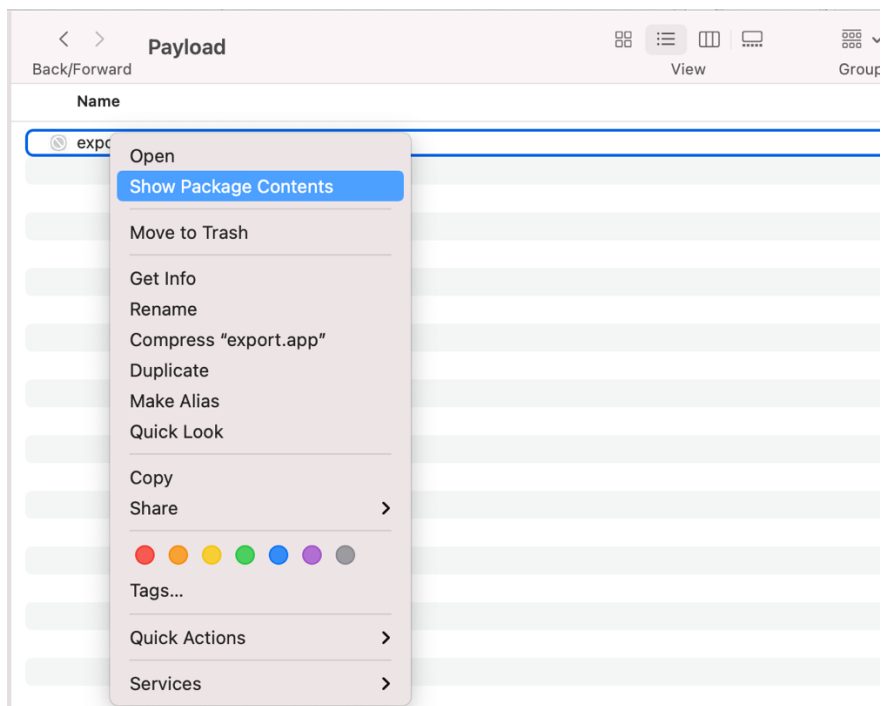 Payload
Back/Forward
View
Group
Name
expo
Open
Show Package Contents
Move to Trash
Get Info
Rename
Compress “export.app”
Duplicate
Make Alias
Quick Look
Copy
Share
Tags...
Quick Actions
Services